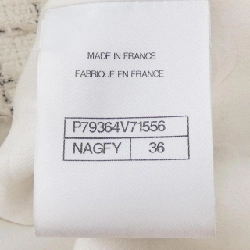 MADE IN FRANCE
FABRIQUE EN FRANCE
P79364V71556
NAGFY 36